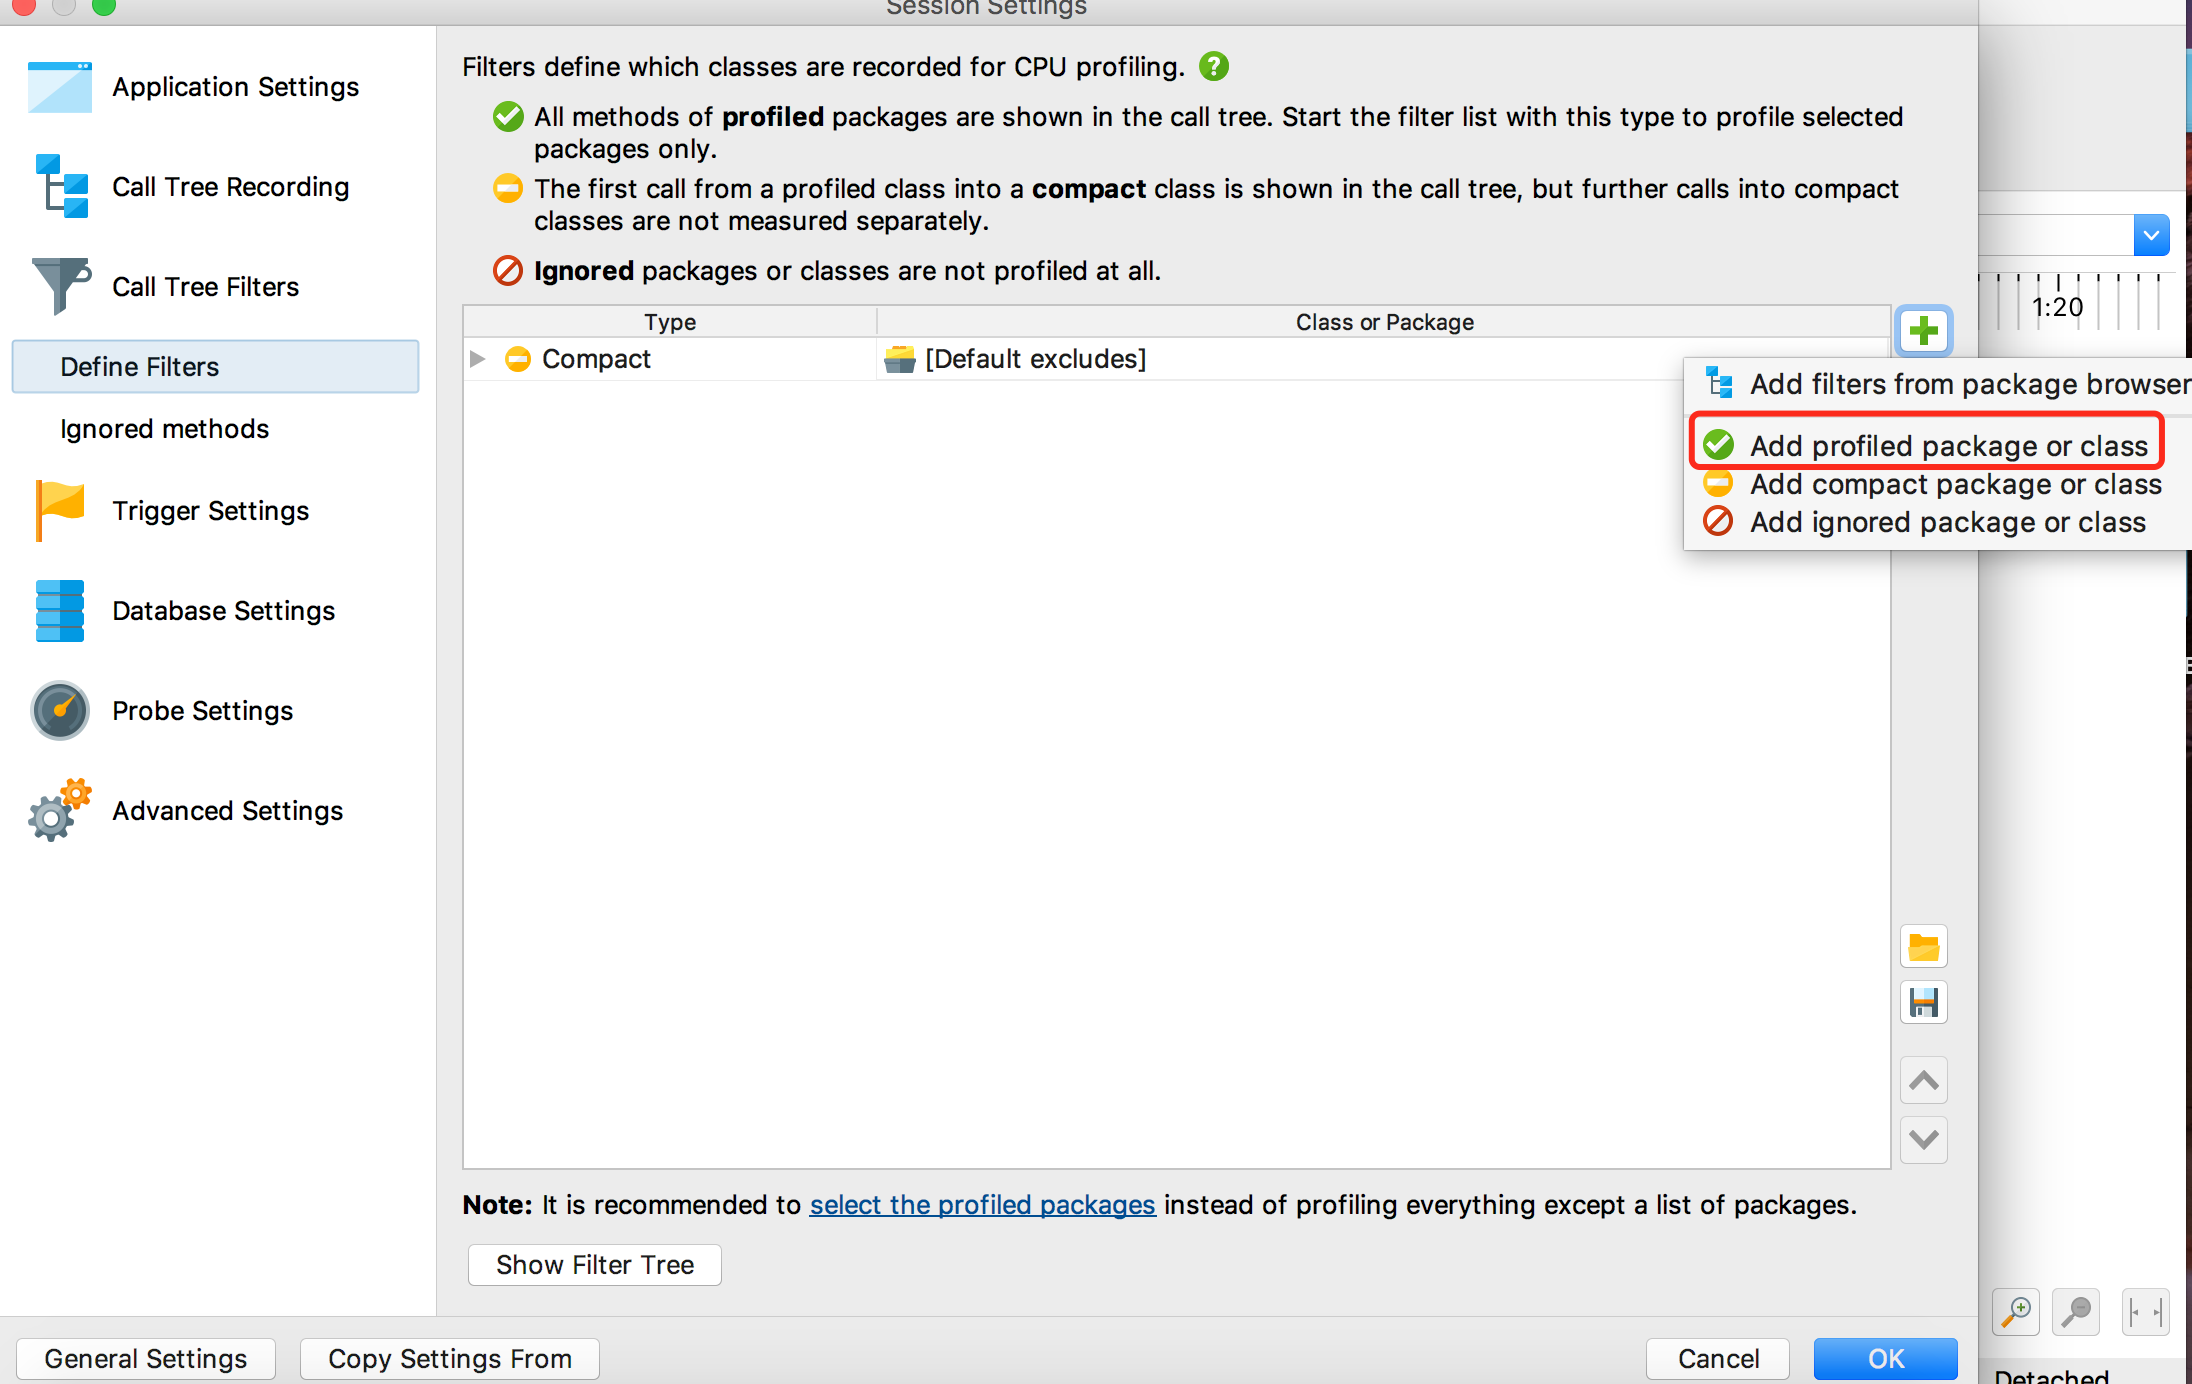 Session Settings
Application Settings
Call Tree Recording
Call Tree Filters
Define Filters
Ignored methods
Trigger Settings
Database Settings
Probe Settings
Advanced Settings
Filters define which classes are recorded for CPU profiling.
All methods of profiled packages are shown in the call tree. Start the filter list with this type to profile selected
packages only.
The first call from a profiled class into a compact class is shown in the call tree, but further calls into compact
classes are not measured separately.
Ignored packages or classes are not profiled at all.
Type Class or Package
Compact [Default excludes]
1:20
Add filters from package browser
Add profiled package or class
Add compact package or class
Add ignored package or class
Note: It is recommended to select the profiled packages instead of profiling everything except a list of packages.
Show Filter Tree
General Settings Copy Settings From Cancel OK
Detached